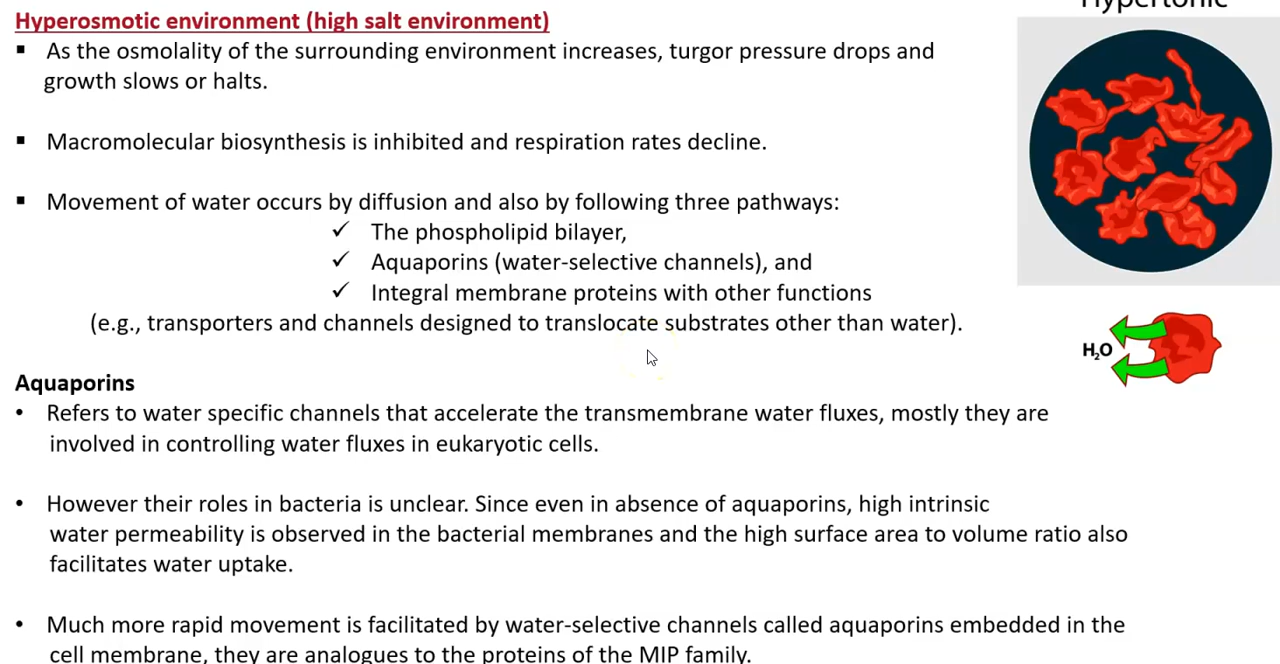 Hypertonic
Hyperosmotic environment (high salt environment)
▪ As the osmolality of the surrounding environment increases, turgor pressure drops and
growth slows or halts.
▪ Macromolecular biosynthesis is inhibited and respiration rates decline.
▪ Movement of water occurs by diffusion and also by following three pathways:
✓ The phospholipid bilayer,
✓ Aquaporins (water-selective channels), and
✓ Integral membrane proteins with other functions
(e.g., transporters and channels designed to translocate substrates other than water).
H₂O
Aquaporins
• Refers to water specific channels that accelerate the transmembrane water fluxes, mostly they are
involved in controlling water fluxes in eukaryotic cells.
• However their roles in bacteria is unclear. Since even in absence of aquaporins, high intrinsic
water permeability is observed in the bacterial membranes and the high surface area to volume ratio also
facilitates water uptake.
• Much more rapid movement is facilitated by water-selective channels called aquaporins embedded in the
cell membrane, they are analogues to the proteins of the MIP family.